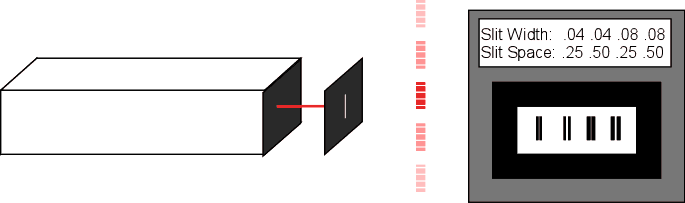 Slit Width: .04 .04 .08 .08
Slit Space: .25 .50 .25 .50